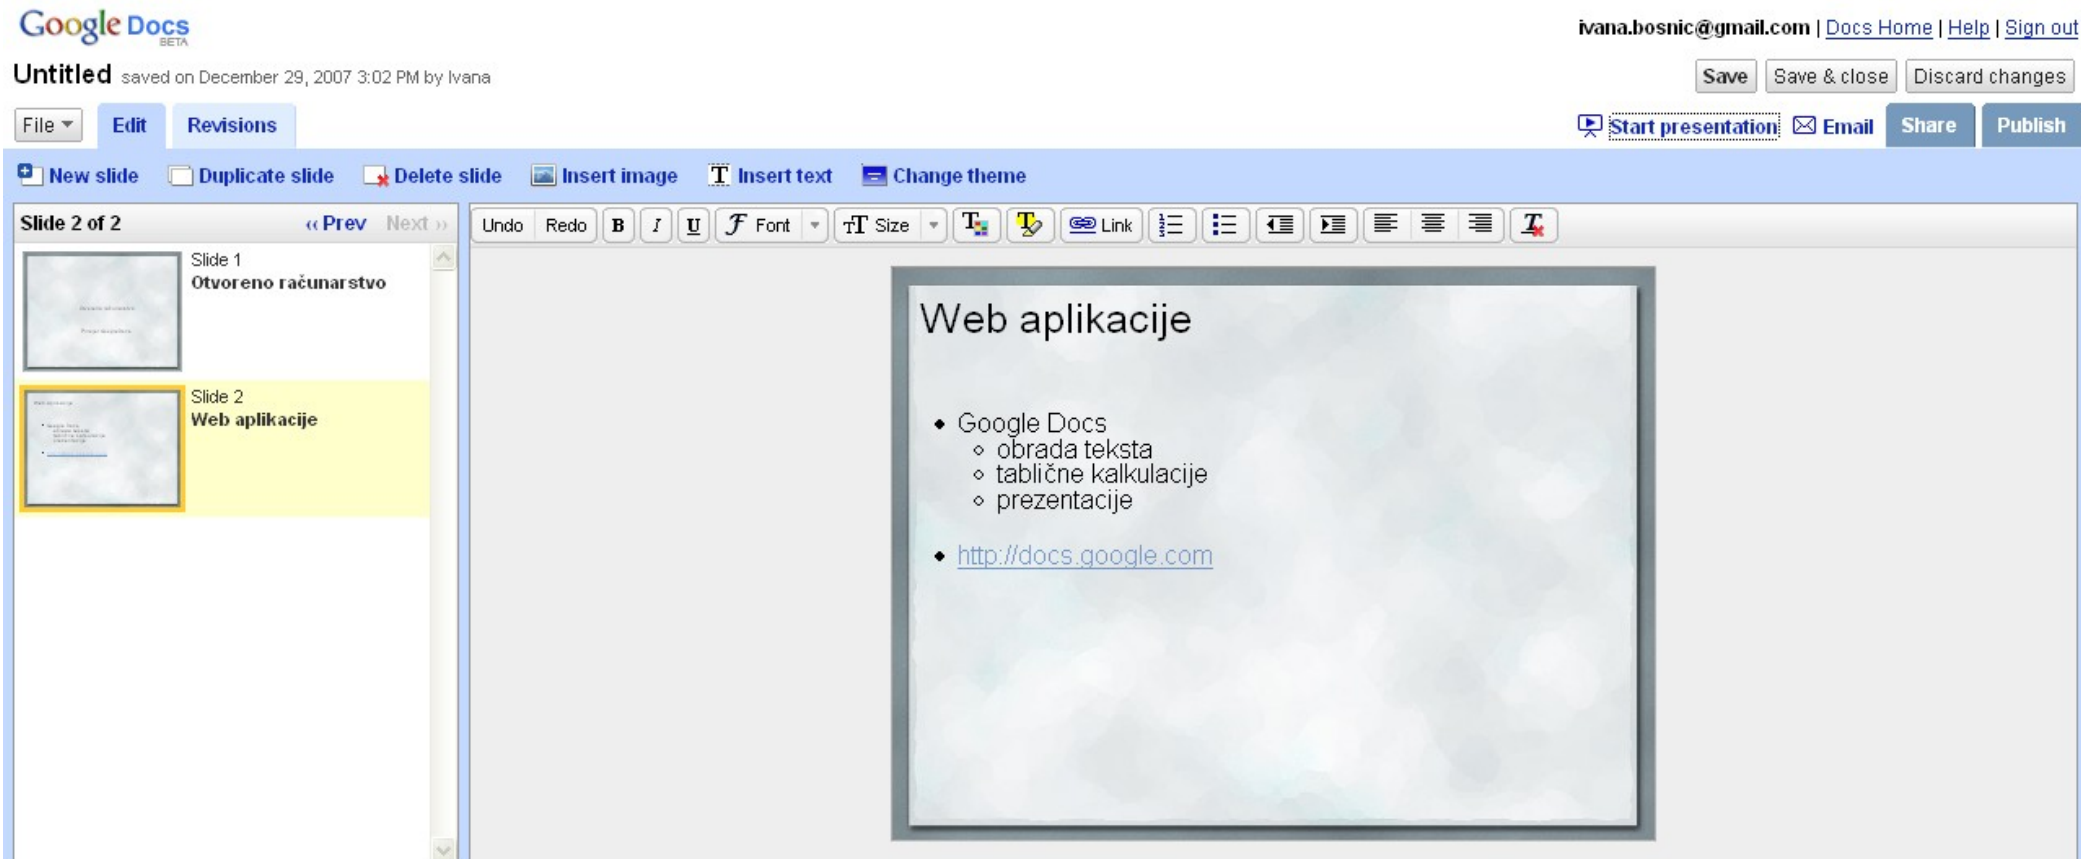 Google Docs
BETA
ivana.bosnic@gmail.com | Docs Home | Help | Sign out
Untitled saved on December 29, 2007 3:02 PM by Ivana
Save Save & close Discard changes
File Edit Revisions
Start presentation Email Share Publish
New slide Duplicate slide Delete slide Insert image T Insert text Change theme
Slide 2 of 2 ‹‹ Prev Next ››
Undo Redo B I U F Font TT Size Link
Slide 1
Otvoreno računarstvo
Slide 2
Web aplikacije
Web aplikacije
Google Docs
obrada teksta
tablične kalkulacije
prezentacije
http://docs.google.com